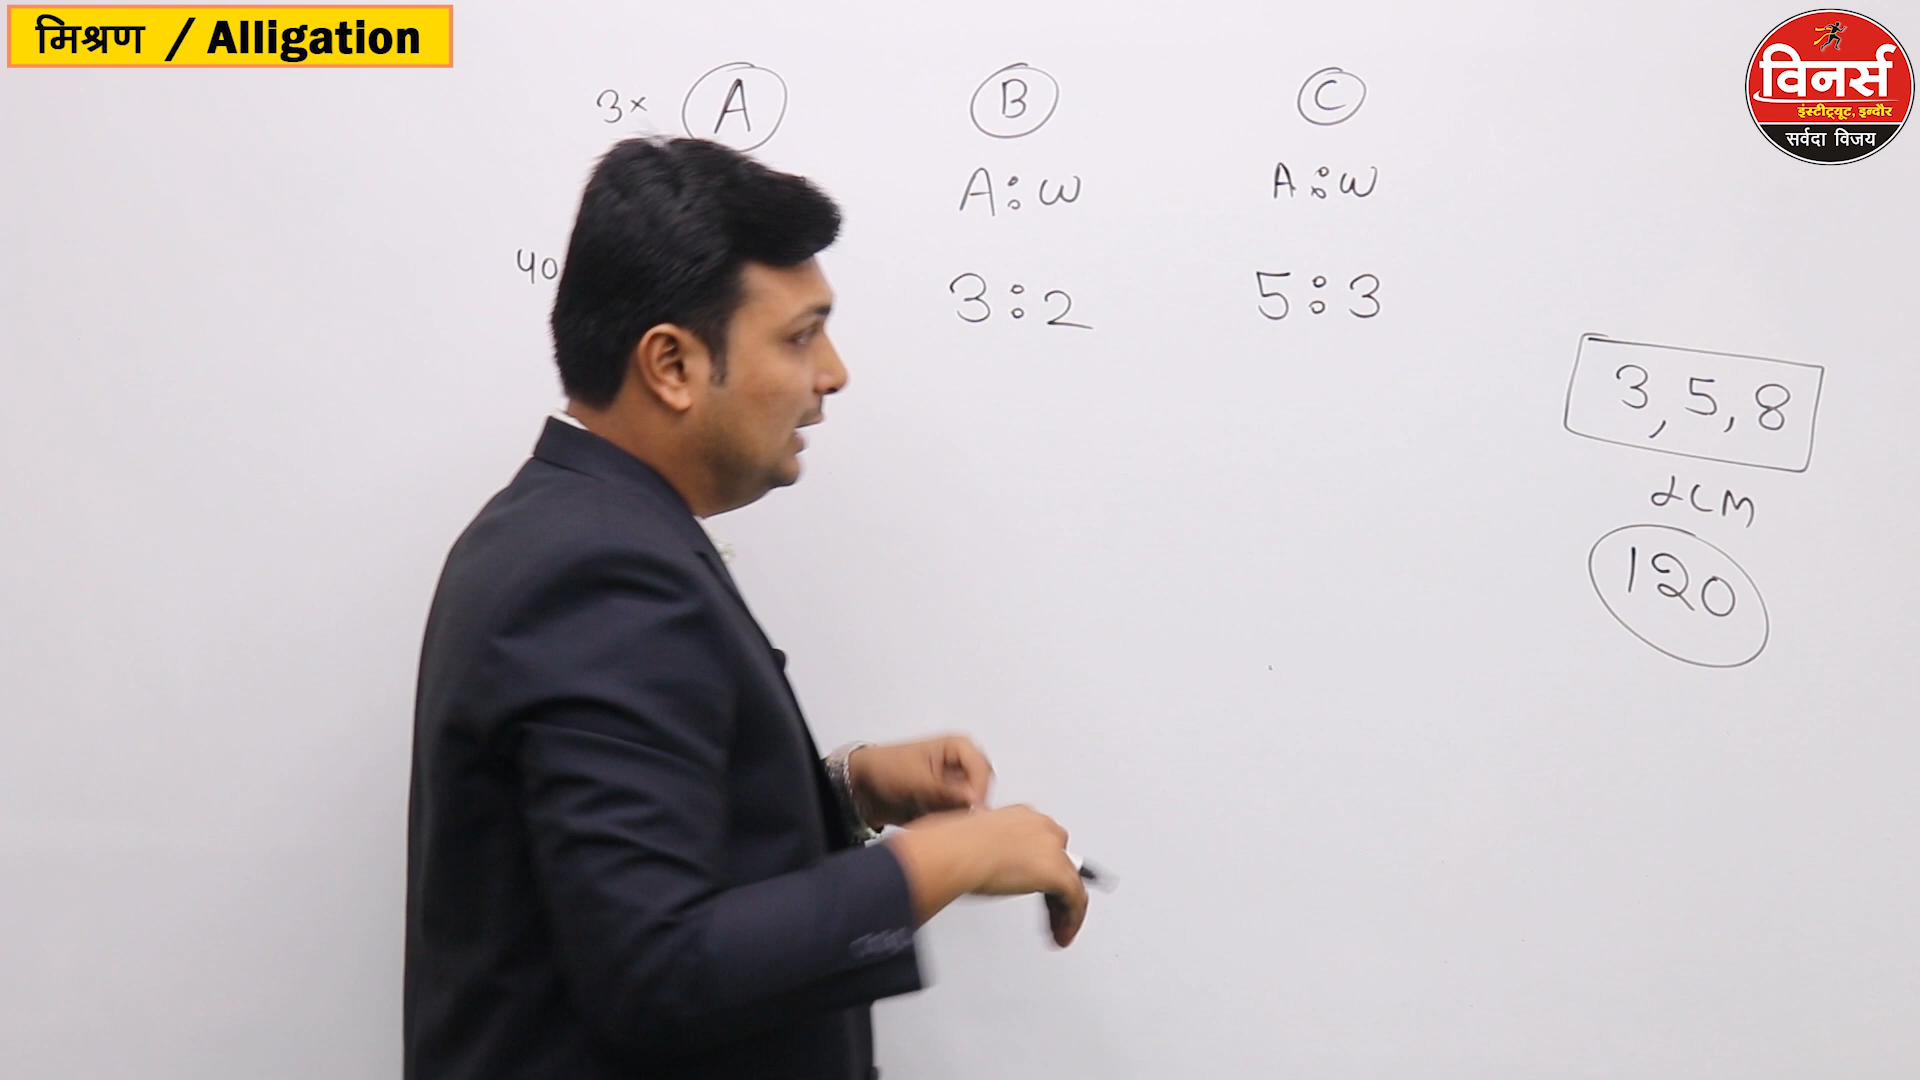 मिश्रण / Alligation
विनर्स
इंस्टीट्यूट, इन्दौर
सर्वदा विजय
3× A B C
A:W A:W
40 3:2 5:3
3,5,8
LCM
120